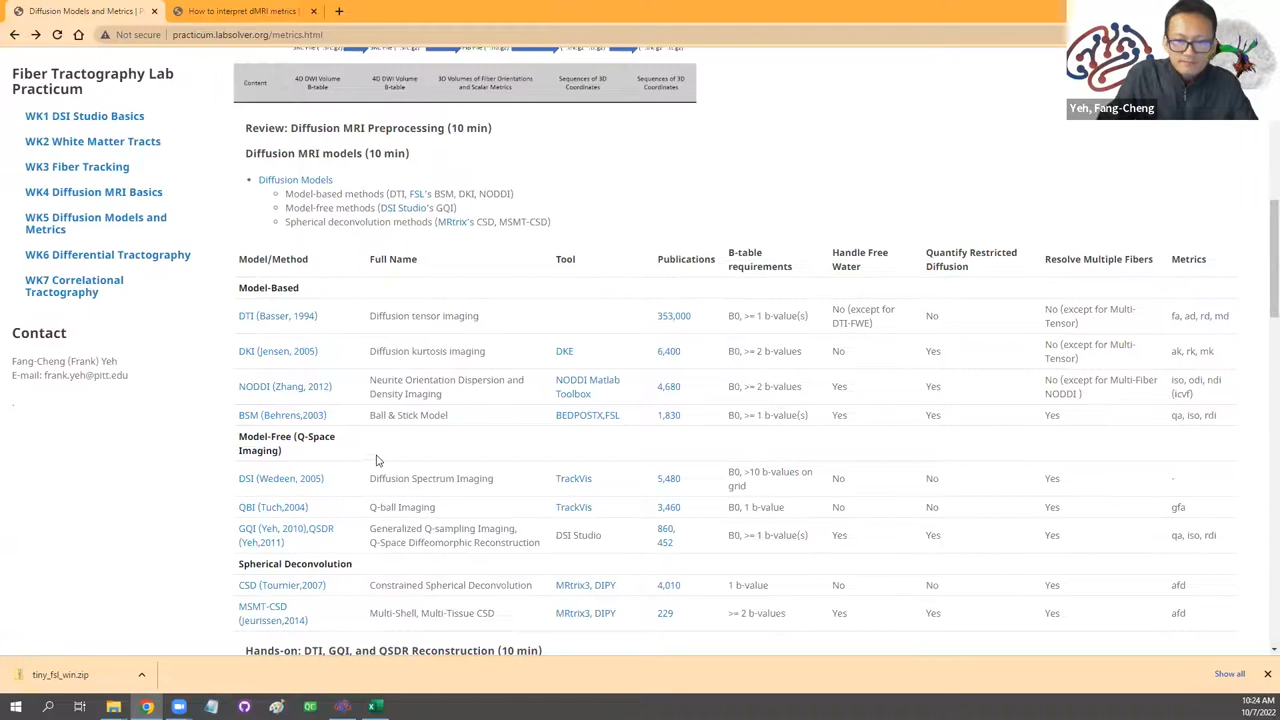 Diffusion Models and Metrics | P
How to interpret dMRI metrics |
Not secure | practicum.labsolver.org/metrics.html
Yeh, Fang-Cheng
Fiber Tractography Lab
Practicum
WK1 DSI Studio Basics
WK2 White Matter Tracts
WK3 Fiber Tracking
WK4 Diffusion MRI Basics
WK5 Diffusion Models and
Metrics
WK6 Differential Tractography
WK7 Correlational
Tractography
Contact
Fang-Cheng (Frank) Yeh
E-mail: frank.yeh@pitt.edu
.
Content
4D DWI Volume
B-table
4D DWI Volume
B-table
3D Volumes of Fiber Orientations
and Scalar Metrics
Sequences of 3D
Coordinates
Sequences of 3D
Coordinates
Review: Diffusion MRI Preprocessing (10 min)
Diffusion MRI models (10 min)
Diffusion Models
Model-based methods (DTI, FSL's BSM, DKI, NODDI)
Model-free methods (DSI Studio's GQI)
Spherical deconvolution methods (MRtrix's CSD, MSMT-CSD)
Model/Method
Full Name
Tool
Publications
B-table
requirements
Handle Free
Water
Quantify Restricted
Diffusion
Resolve Multiple Fibers
Metrics
Model-Based
DTI (Basser, 1994)
Diffusion tensor imaging
353,000
B0, >= 1 b-value(s)
No (except for
DTI-FWE)
No
No (except for Multi-
Tensor)
fa, ad, rd, md
DKI (Jensen, 2005)
Diffusion kurtosis imaging
DKE
6,400
B0, >= 2 b-values
No
Yes
No (except for Multi-
Tensor)
ak, rk, mk
NODDI (Zhang, 2012)
Neurite Orientation Dispersion and
Density Imaging
NODDI Matlab
Toolbox
4,680
B0, >= 2 b-values
Yes
Yes
No (except for Multi-Fiber
NODDI )
iso, odi, ndi
(icvf)
BSM (Behrens,2003)
Ball & Stick Model
BEDPOSTX,FSL
1,830
B0, >= 1 b-value(s)
Yes
Yes
Yes
qa, iso, rdi
Model-Free (Q-Space
Imaging)
DSI (Wedeen, 2005)
Diffusion Spectrum Imaging
TrackVis
5,480
B0, >10 b-values on
grid
No
No
Yes
-
QBI (Tuch,2004)
Q-ball Imaging
TrackVis
3,460
B0, 1 b-value
No
No
Yes
gfa
GQI (Yeh, 2010),QSDR
(Yeh,2011)
Generalized Q-sampling Imaging,
Q-Space Diffeomorphic Reconstruction
DSI Studio
860,
452
B0, >= 1 b-value(s)
Yes
Yes
Yes
qa, iso, rdi
Spherical Deconvolution
CSD (Tournier,2007)
Constrained Spherical Deconvolution
MRtrix3, DIPY
4,010
1 b-value
No
No
Yes
afd
MSMT-CSD
(Jeurissen,2014)
Multi-Shell, Multi-Tissue CSD
MRtrix3, DIPY
229
>= 2 b-values
Yes
Yes
Yes
afd
Hands-on: DTI, GQI, and QSDR Reconstruction (10 min)
tiny_fsl_win.zip
Show all
10:24 AM
10/7/2022